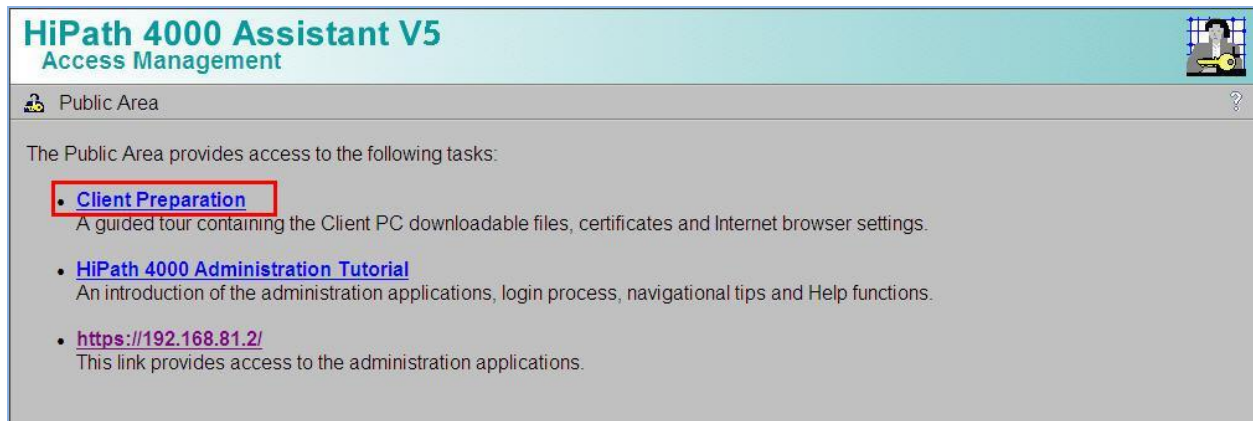 HiPath 4000 Assistant V5
Access Management
Public Area
?
The Public Area provides access to the following tasks:
• Client Preparation
A guided tour containing the Client PC downloadable files, certificates and Internet browser settings.
• HiPath 4000 Administration Tutorial
An introduction of the administration applications, login process, navigational tips and Help functions.
• https://192.168.81.2/
This link provides access to the administration applications.